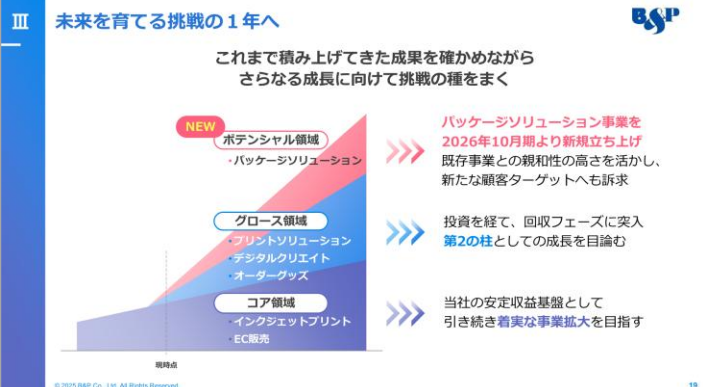 Ⅲ 未来を育てる挑戦の1年へ
B&P
これまで積み上げてきた成果を確かめながら
さらなる成長に向けて挑戦の種をまく
NEW
ポテンシャル領域
・パッケージソリューション
パッケージソリューション事業を
2026年10月期より新規立ち上げ
既存事業との親和性の高さを活かし、
新たな顧客ターゲットへも訴求
グロース領域
・プリントソリューション
・デジタルクリエイト
・オーダーグッズ
投資を経て、回収フェーズに突入
第2の柱としての成長を目論む
コア領域
・インクジェットプリント
・EC販売
当社の安定収益基盤として
引き続き着実な事業拡大を目指す
現時点
© 2025 B&P Co., Ltd. All Rights Reserved.
19